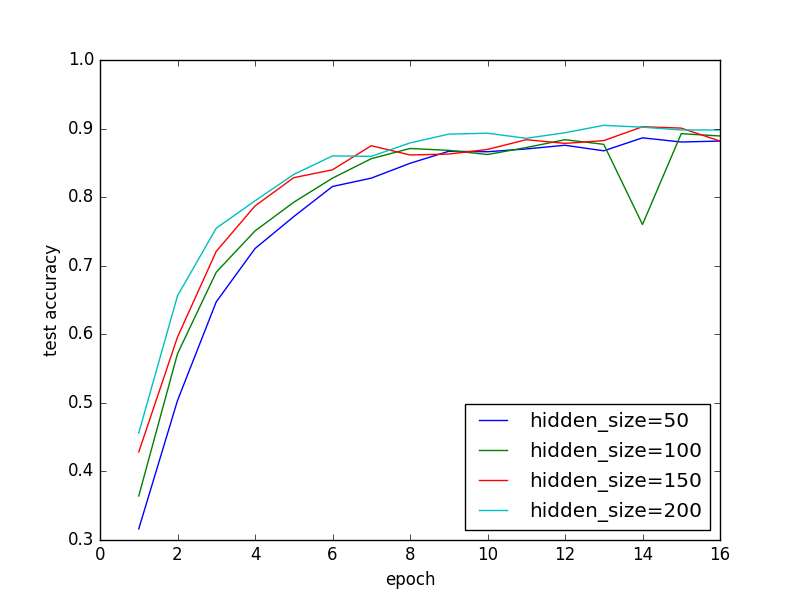 1.0
0.9
0.8
0.7
0.6
0.5
0.4
0.3
test accuracy
hidden_size=50
hidden_size=100
hidden_size=150
hidden_size=200
0 2 4 6 8 10 12 14 16
epoch